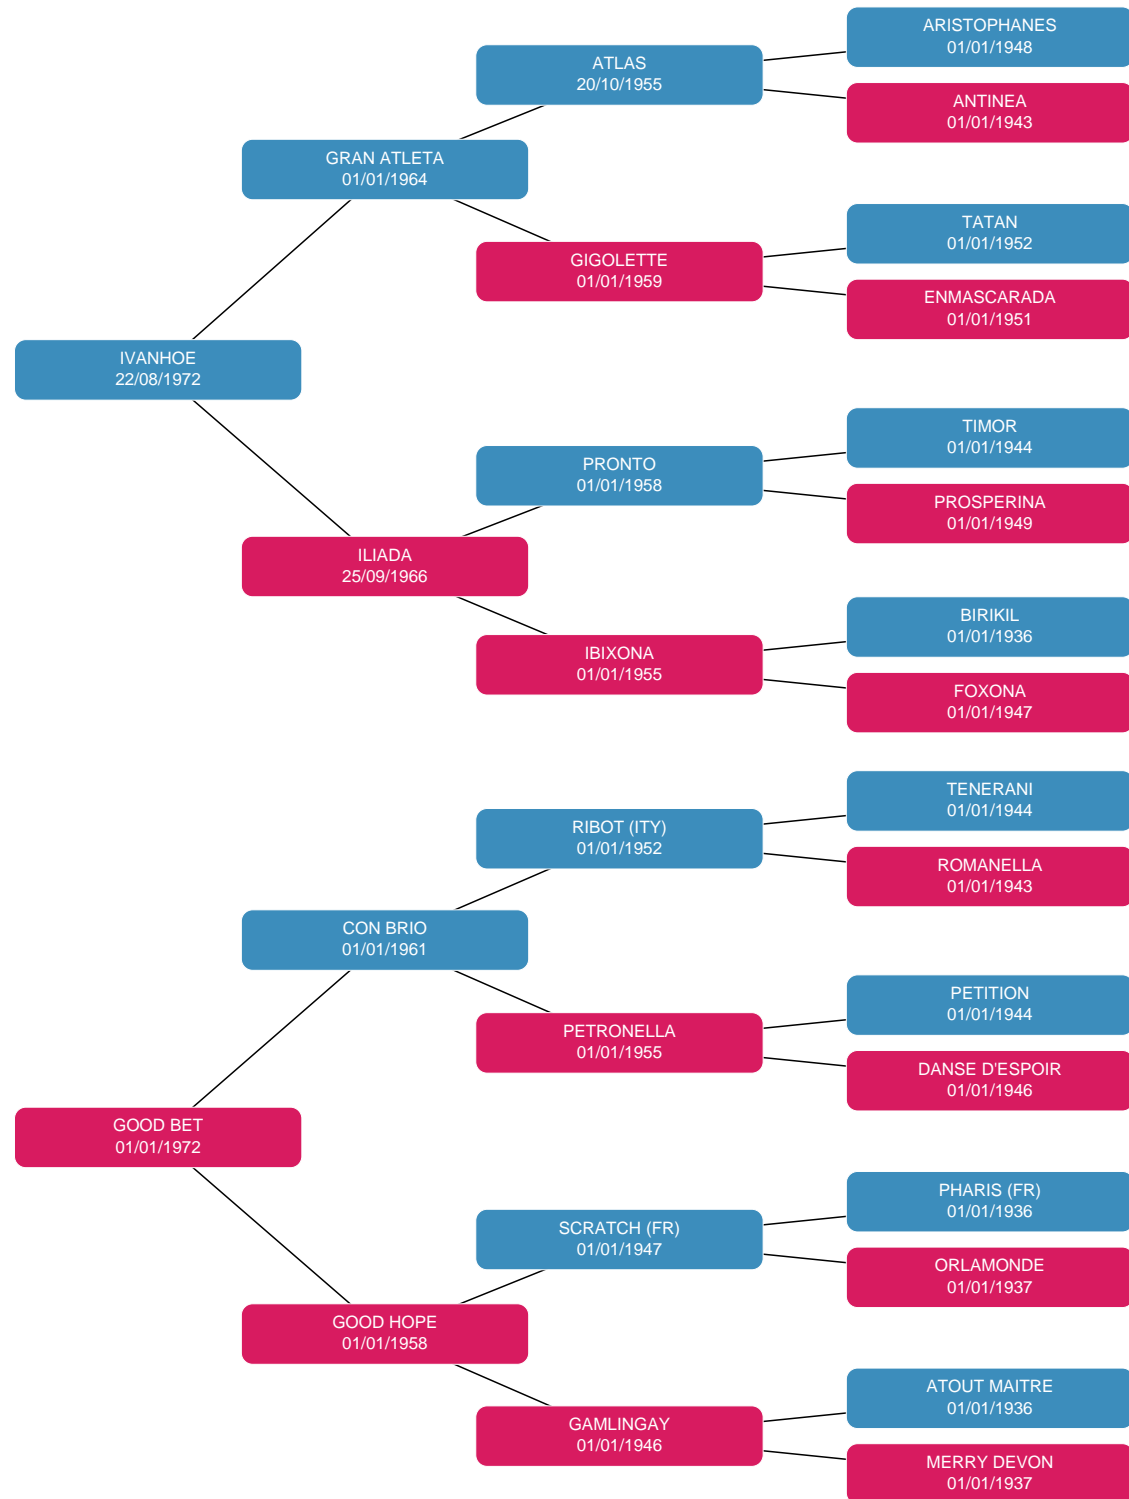 ARISTOPHANES
01/01/1948
ATLAS
20/10/1955
ANTINEA
01/01/1943
GRAN ATLETA
01/01/1964
TATAN
01/01/1952
GIGOLETTE
01/01/1959
ENMASCARADA
01/01/1951
IVANHOE
22/08/1972
TIMOR
01/01/1944
PRONTO
01/01/1958
PROSPERINA
01/01/1949
ILIADA
25/09/1966
BIRIKIL
01/01/1936
IBIXONA
01/01/1955
FOXONA
01/01/1947
TENERANI
01/01/1944
RIBOT (ITY)
01/01/1952
ROMANELLA
01/01/1943
CON BRIO
01/01/1961
PETITION
01/01/1944
PETRONELLA
01/01/1955
DANSE D'ESPOIR
01/01/1946
GOOD BET
01/01/1972
PHARIS (FR)
01/01/1936
SCRATCH (FR)
01/01/1947
ORLAMONDE
01/01/1937
GOOD HOPE
01/01/1958
ATOUT MAITRE
01/01/1936
GAMLINGAY
01/01/1946
MERRY DEVON
01/01/1937